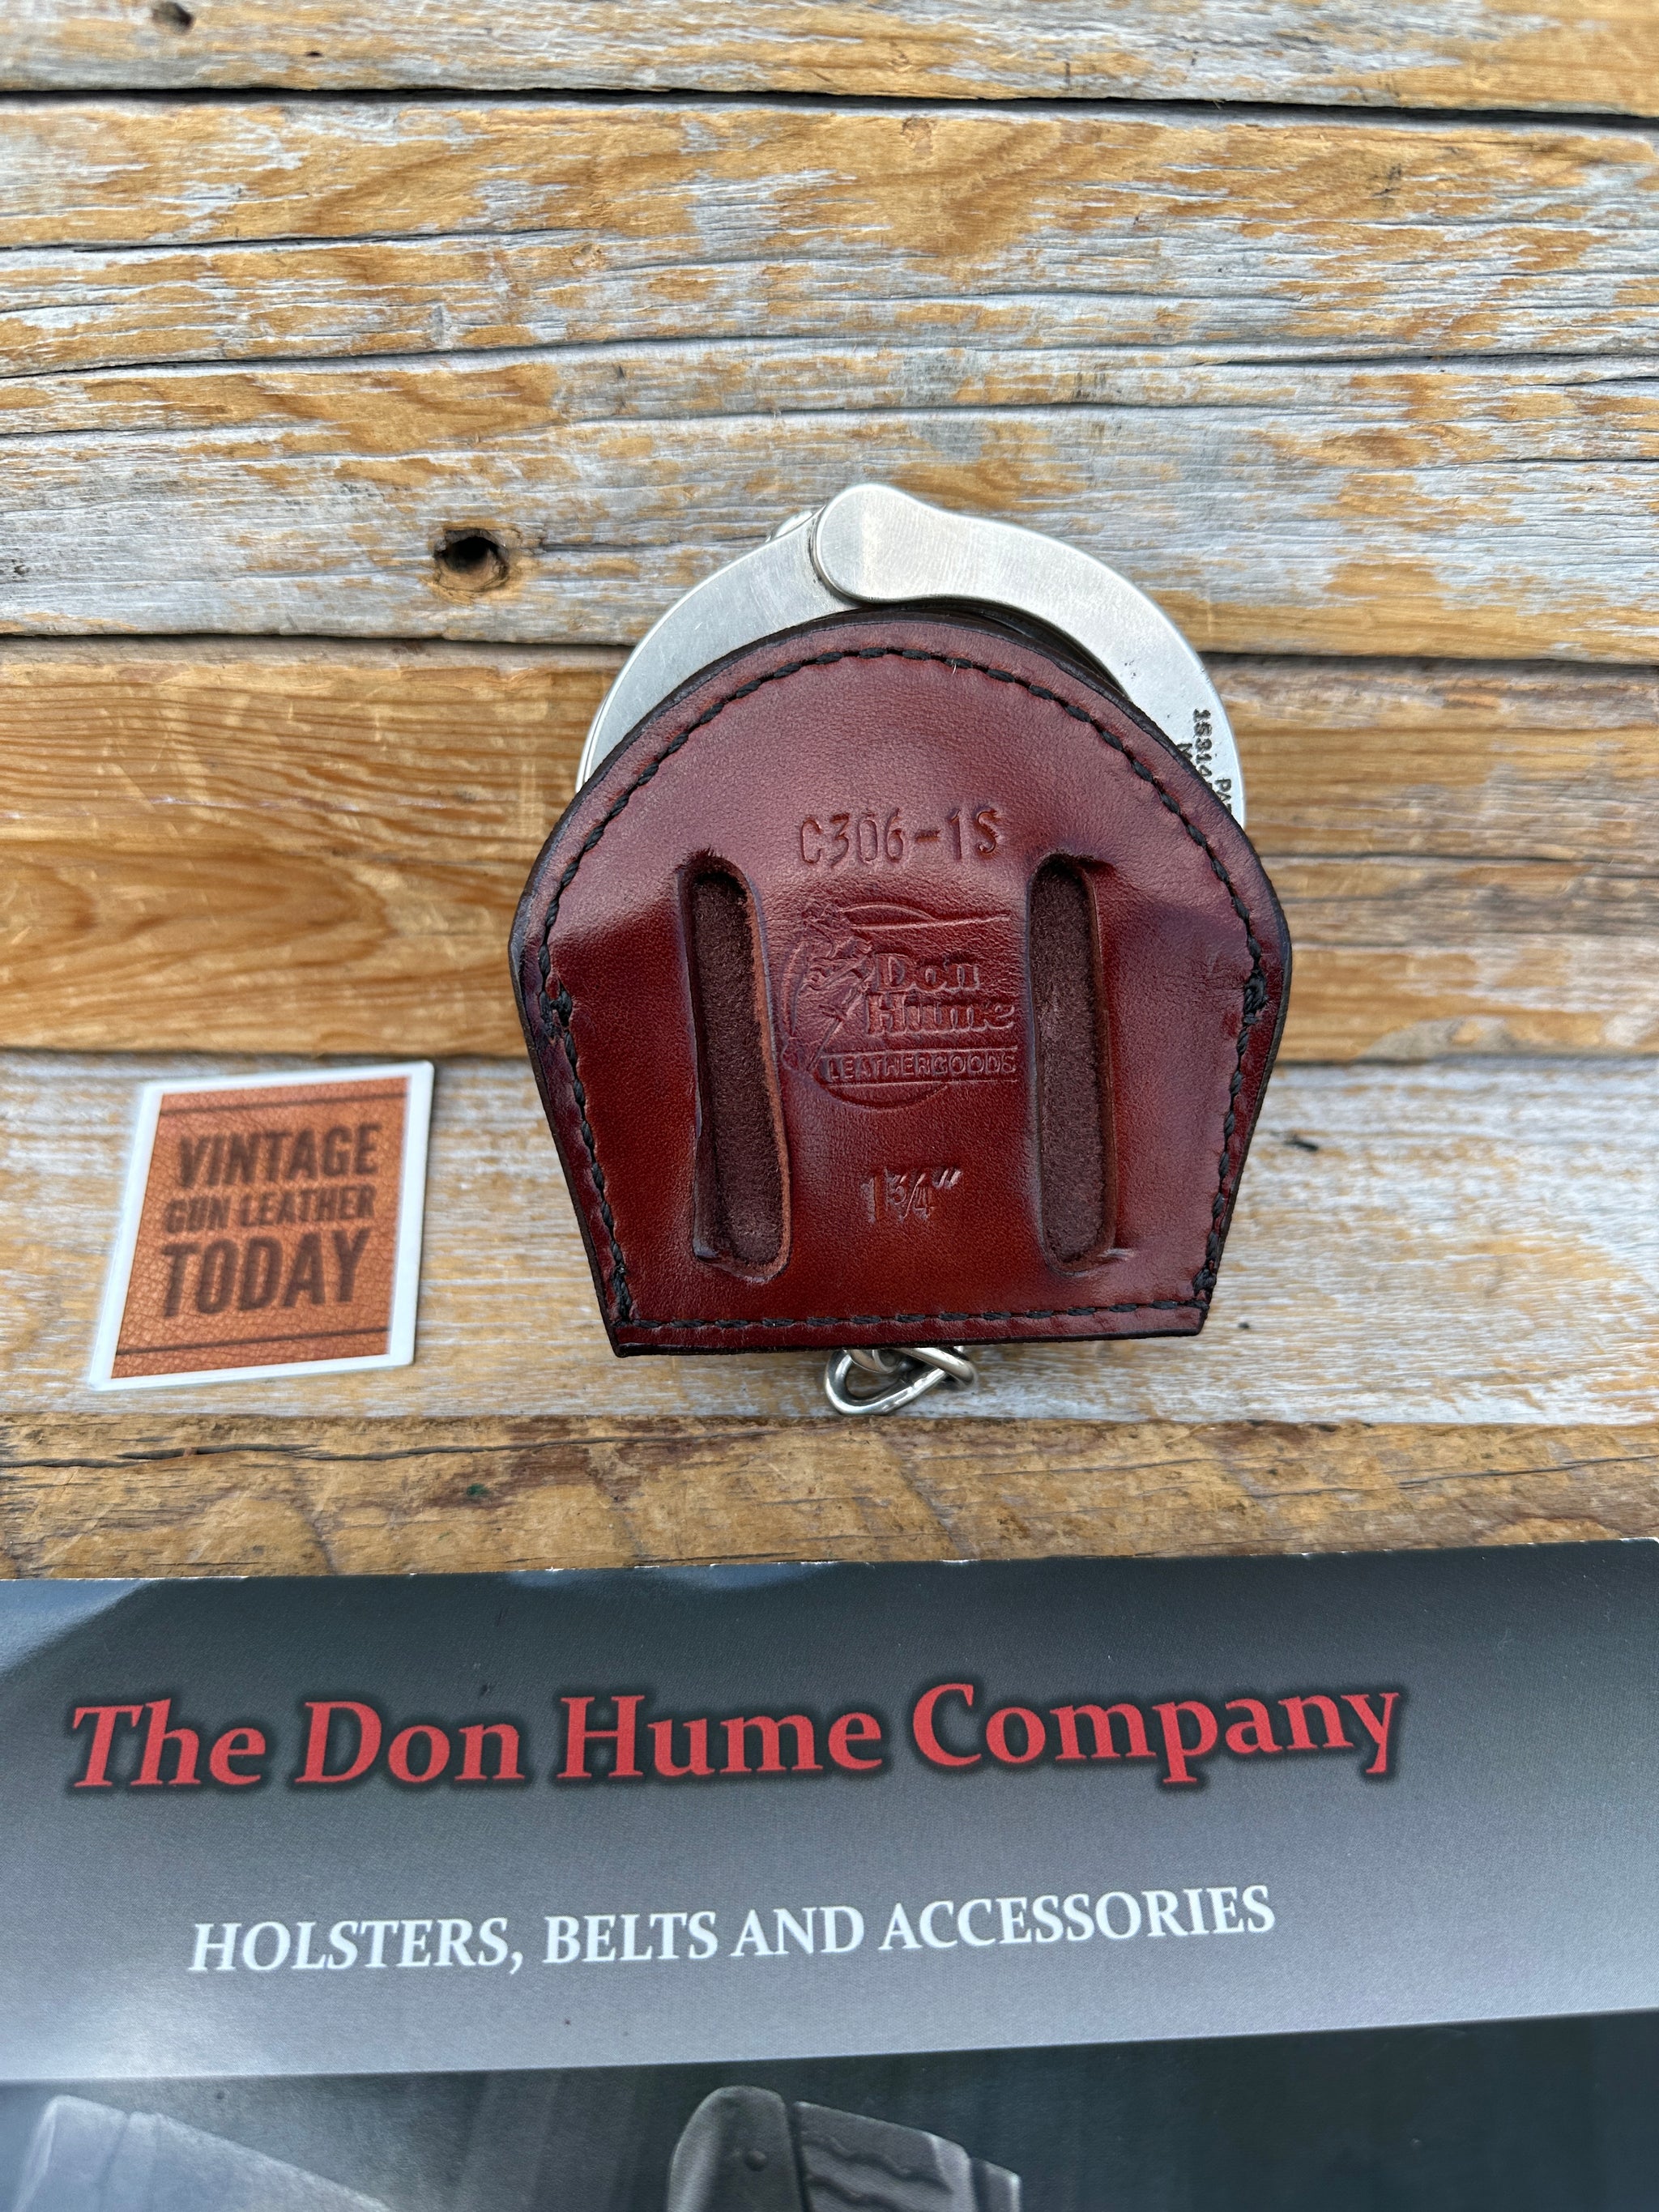 C306-1S
Don
Hume
LEATHERGOODS
1¾"
VINTAGE
GUN LEATHER
TODAY
The Don Hume Company
HOLSTERS, BELTS AND ACCESSORIES